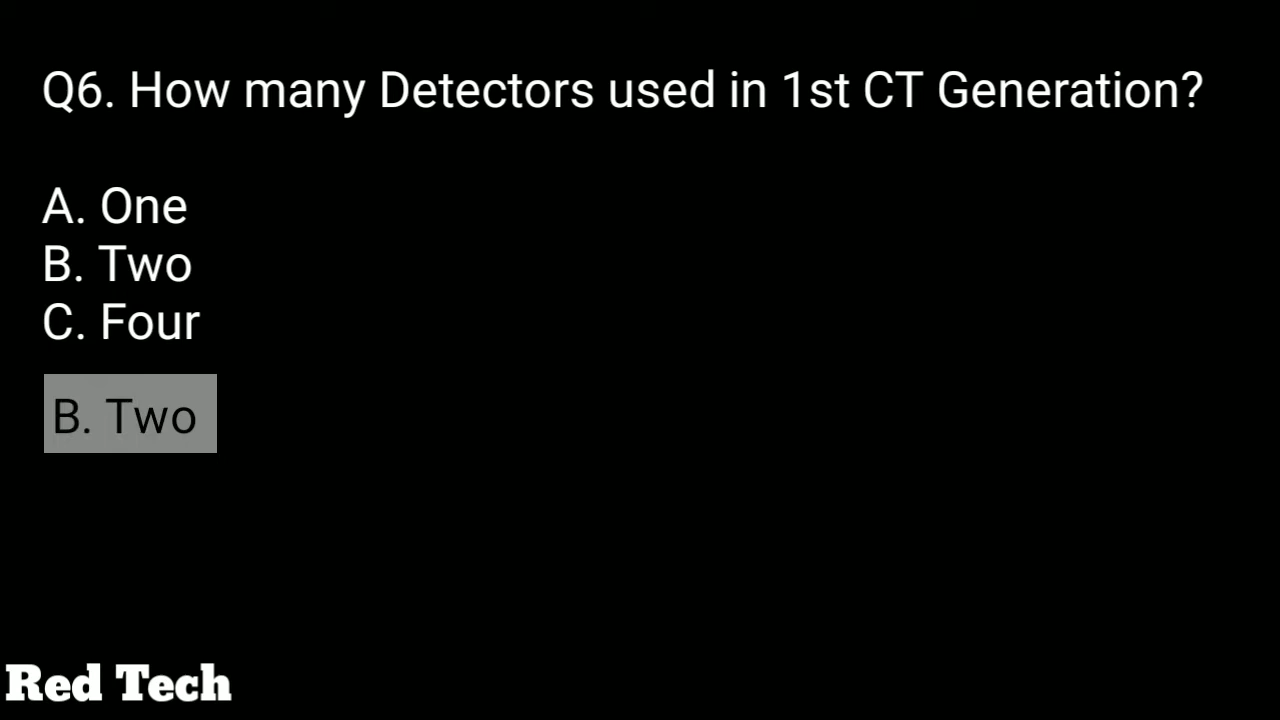 Q6. How many Detectors used in 1st CT Generation?
A. One
B. Two
C. Four
B. Two
Red Tech